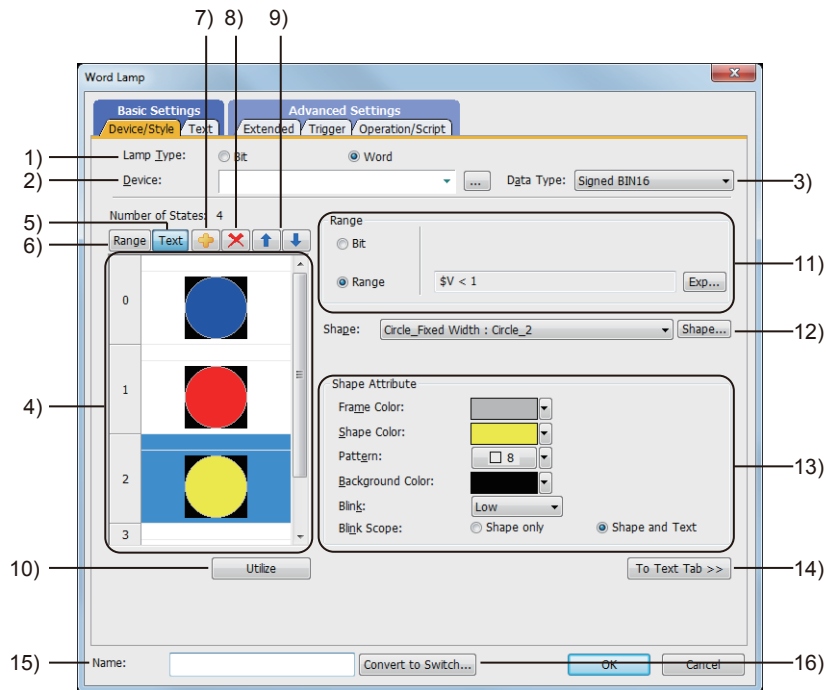 7) 8) 9)
Word Lamp
Basic Settings Advanced Settings
Device/Style Text Extended Trigger Operation/Script
1) Lamp Type: Bit Word
2) Device: ... Data Type: Signed BIN16 3)
Number of States: 4
5)
6) Range Text
Range
Bit
Range $V < 1 Exp...
11)
0
Shape: Circle_Fixed Width : Circle_2 Shape... 12)
1
4)
2
3
Shape Attribute
Frame Color:
Shape Color:
Pattern: 8
Background Color:
Blink: Low
Blink Scope: Shape only Shape and Text
13)
10) Utilize To Text Tab >> 14)
15) Name: Convert to Switch... OK Cancel 16)